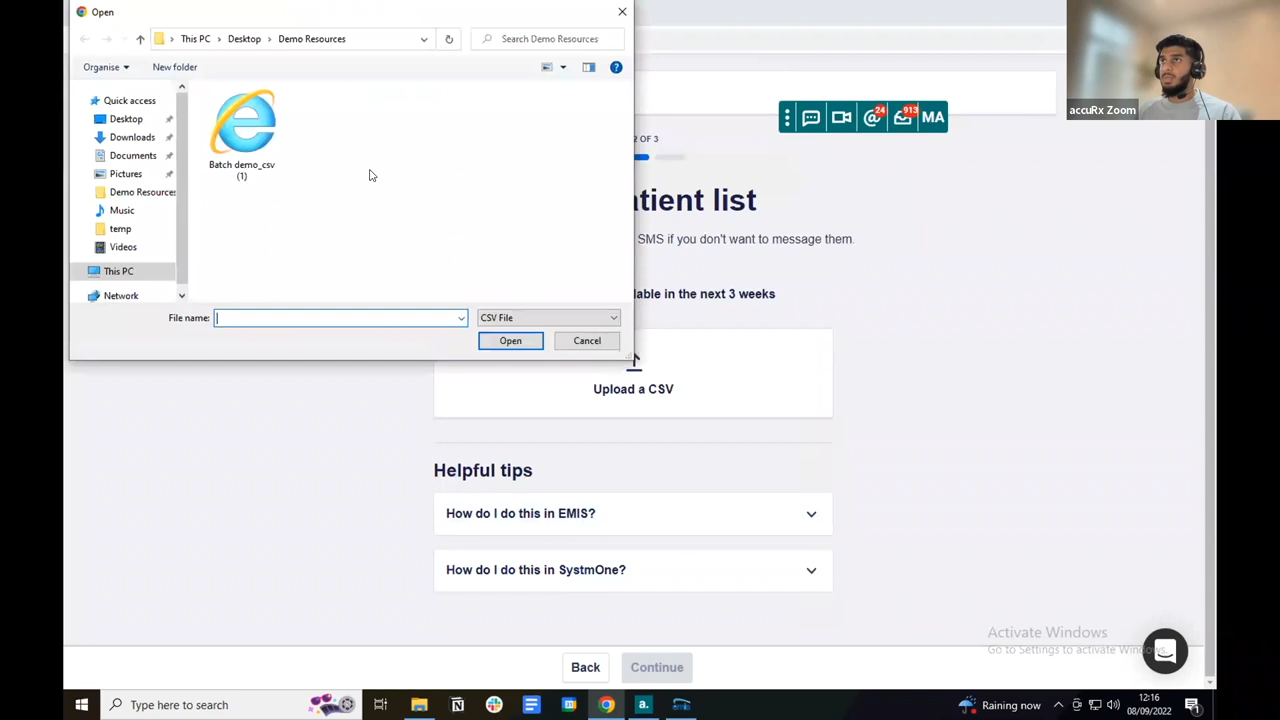 Open
This PC
Desktop
Demo Resources
Search Demo Resources
Organise
New folder
Quick access
Desktop
Downloads
Documents
Pictures
Demo Resources
Music
temp
Videos
This PC
Network
Batch demo_csv
(1)
File name:
CSV File
Open
Cancel
24
913
MA
accuRx Zoom
2 OF 3
tient list
SMS if you don't want to message them.
lable in the next 3 weeks
Upload a CSV
Helpful tips
How do I do this in EMIS?
How do I do this in SystmOne?
Activate Windows
Go to Settings to activate Windows.
Back
Continue
Type here to search
a.
Raining now
12:16
08/09/2022
1